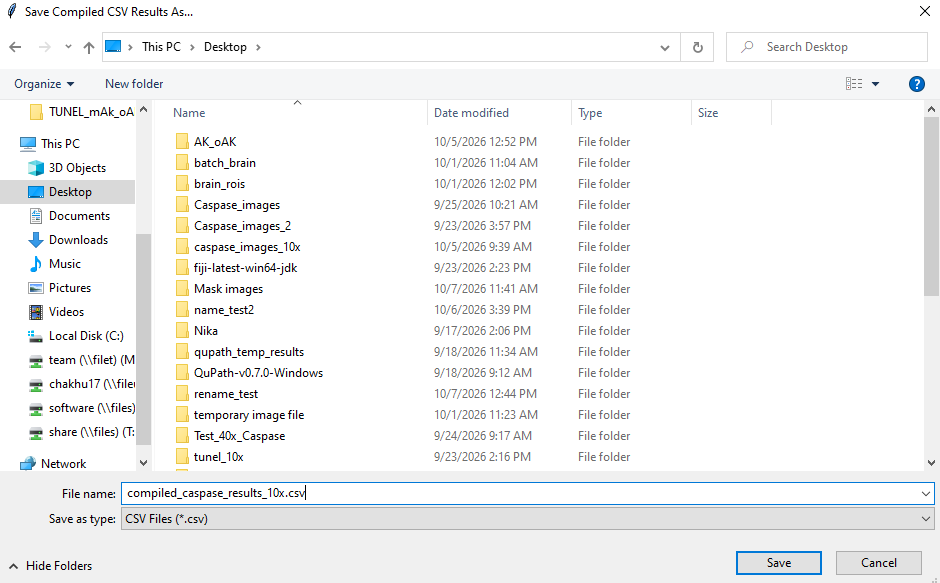 Save Compiled CSV Results As...
This PC
Desktop
Search Desktop
Organize
New folder
TUNEL_mAk_oA
This PC
3D Objects
Desktop
Documents
Downloads
Music
Pictures
Videos
Local Disk (C:)
team (\\filet) (M
chakhu17 (\\file
software (\\files)
share (\\files) (T:
Network
Name Date modified Type Size
AK_oAK 10/5/2026 12:52 PM File folder
batch_brain 10/1/2026 11:04 AM File folder
brain_rois 10/1/2026 12:02 PM File folder
Caspase_images 9/25/2026 10:21 AM File folder
Caspase_images_2 9/23/2026 3:57 PM File folder
caspase_images_10x 10/5/2026 9:39 AM File folder
fiji-latest-win64-jdk 9/23/2026 2:23 PM File folder
Mask images 10/7/2026 11:41 AM File folder
name_test2 10/6/2026 3:39 PM File folder
Nika 9/17/2026 2:06 PM File folder
qupath_temp_results 9/18/2026 11:34 AM File folder
QuPath-v0.7.0-Windows 9/18/2026 9:12 AM File folder
rename_test 10/7/2026 12:44 PM File folder
temporary image file 10/1/2026 11:23 AM File folder
Test_40x_Caspase 9/24/2026 9:17 AM File folder
tunel_10x 9/23/2026 2:16 PM File folder
File name: compiled_caspase_results_10x.csv
Save as type: CSV Files (*.csv)
Hide Folders
Save
Cancel